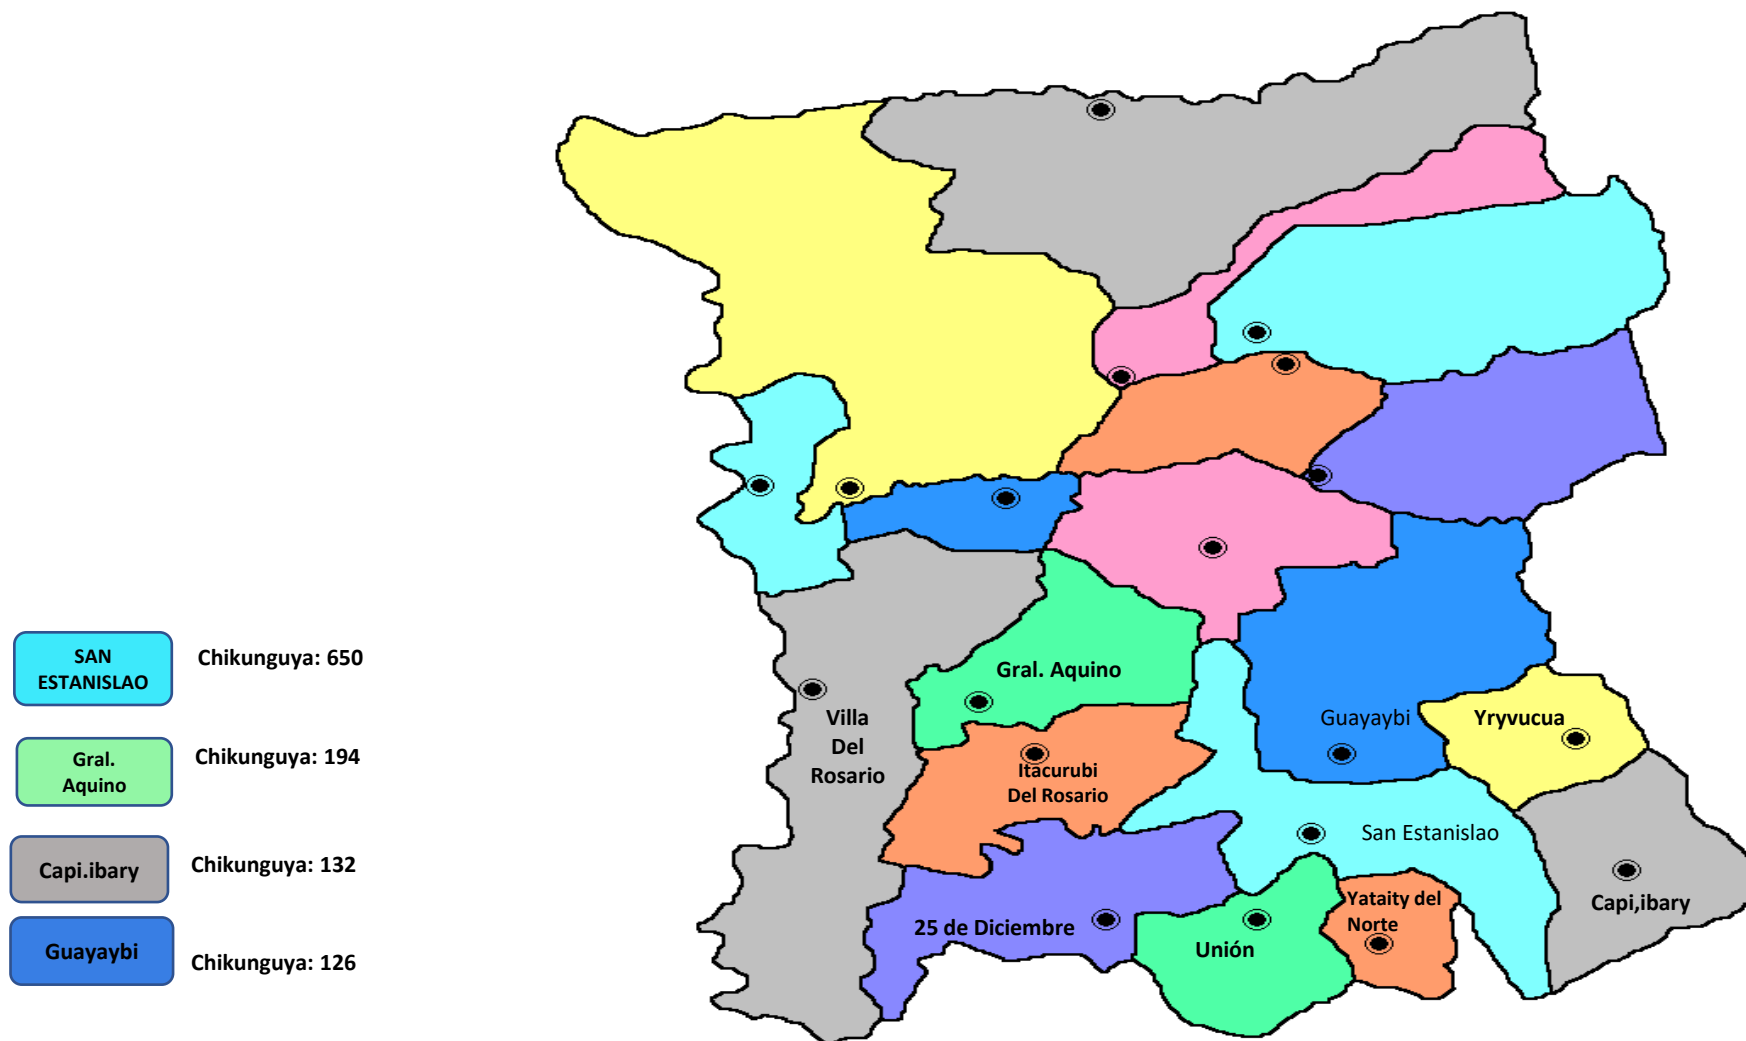 SAN
ESTANISLAO
Chikunguya: 650
Gral.
Aquino
Chikunguya: 194
Capi.ibary
Chikunguya: 132
Guayaybi
Chikunguya: 126
Gral. Aquino
Villa
Del
Rosario
Guayaybi
Yryvucua
Itacurubi
Del Rosario
San Estanislao
Capi,ibary
25 de Diciembre
Unión
Yataity del
Norte